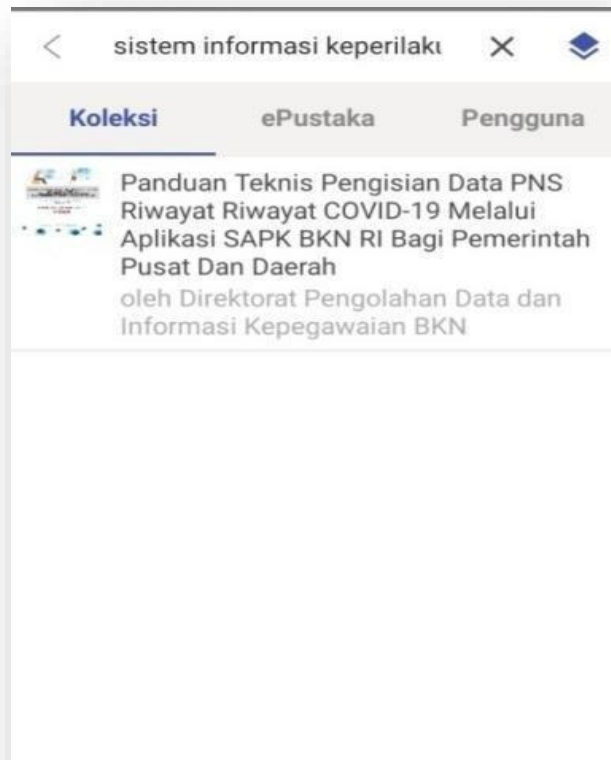 sistem informasi keperilaku
Koleksi ePustaka Pengguna
Panduan Teknis Pengisian Data PNS
Riwayat Riwayat COVID-19 Melalui
Aplikasi SAPK BKN RI Bagi Pemerintah
Pusat Dan Daerah
oleh Direktorat Pengolahan Data dan
Informasi Kepegawaian BKN